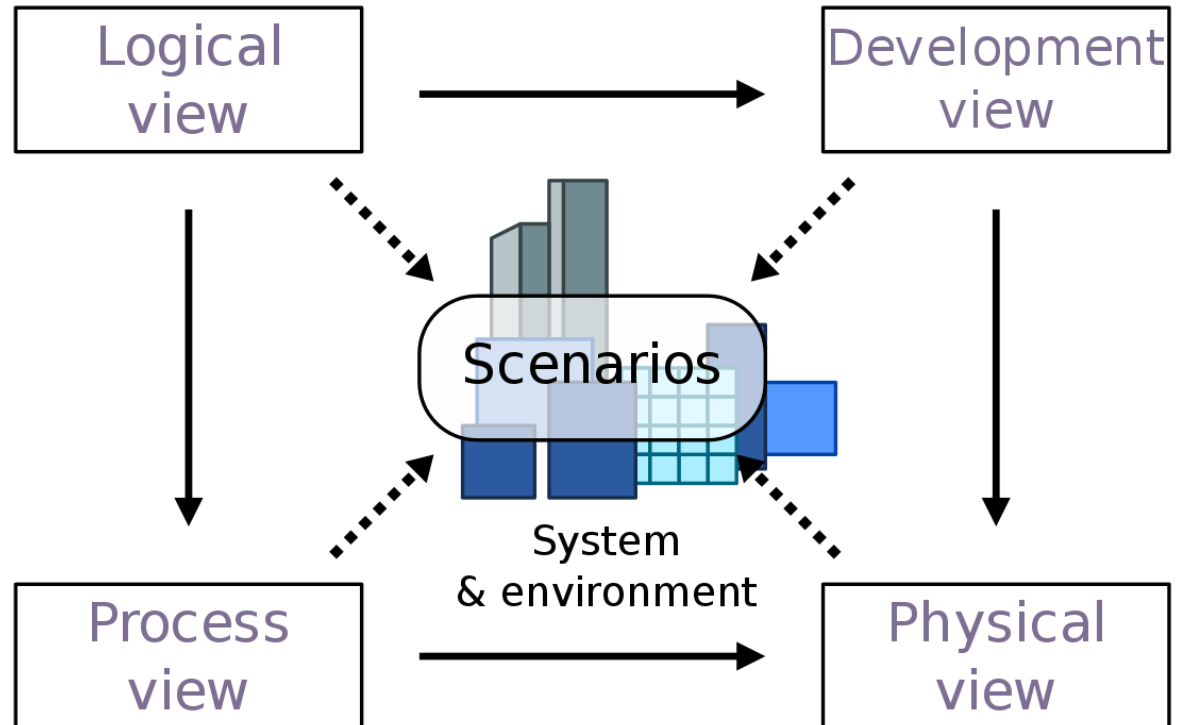 Logical
view
Development
view
Scenarios
System
& environment
Process
view
Physical
view